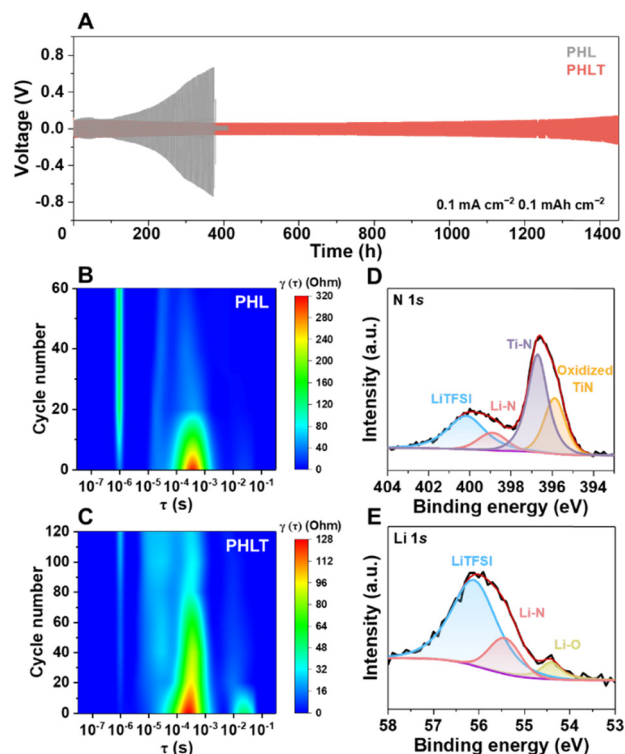 A
0.8
0.4
0.0
-0.4
-0.8
Voltage (V)
PHL
PHLT
0.1 mA cm⁻² 0.1 mAh cm⁻²
0 200 400 600 800 1000 1200 1400
Time (h)
B
γ (τ) (Ohm)
PHL
60
40
20
0
Cycle number
320
280
240
200
160
120
80
40
0
10⁻⁷ 10⁻⁶ 10⁻⁵ 10⁻⁴ 10⁻³ 10⁻² 10⁻¹
τ (s)
D
N 1s
Ti-N
Oxidized
TiN
LiTFSI
Li-N
Intensity (a.u.)
404 402 400 398 396 394
Binding energy (eV)
C
γ (τ) (Ohm)
PHLT
120
100
80
60
40
20
0
Cycle number
128
112
96
80
64
48
32
16
0
10⁻⁷ 10⁻⁶ 10⁻⁵ 10⁻⁴ 10⁻³ 10⁻² 10⁻¹
τ (s)
E
Li 1s
LiTFSI
Li-N
Li-O
Intensity (a.u.)
58 57 56 55 54 53
Binding energy (eV)